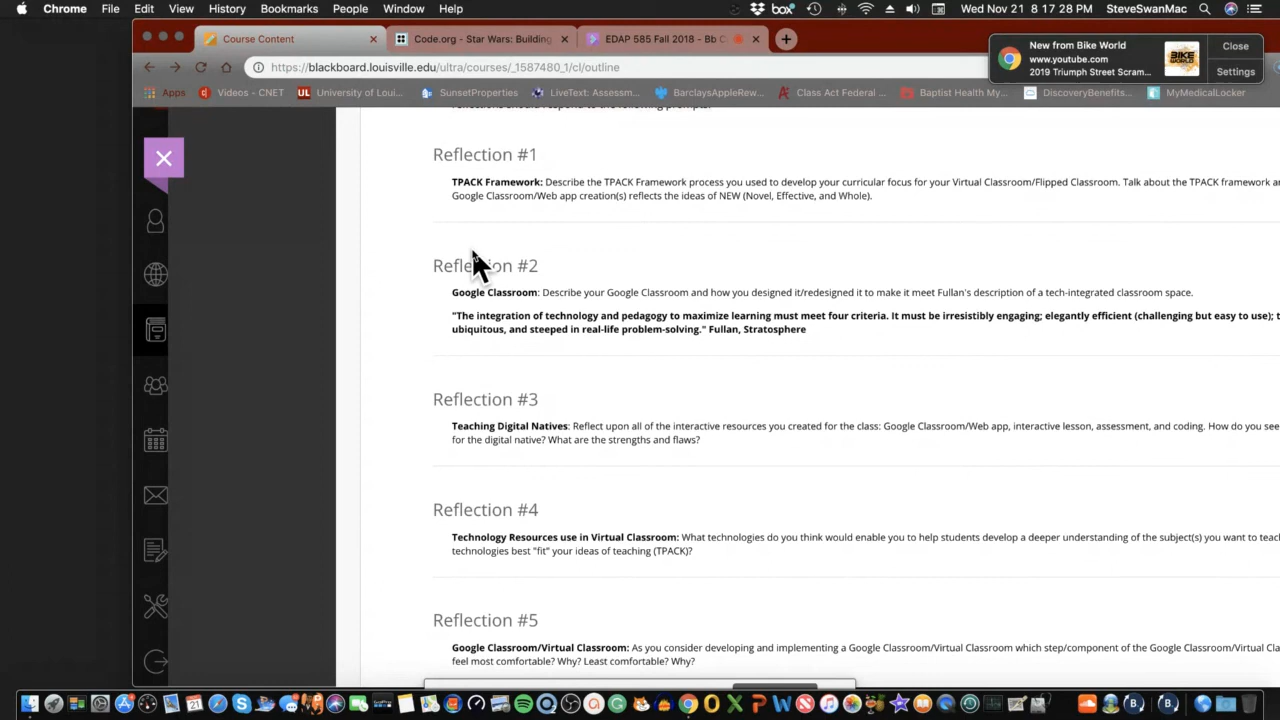 Chrome File Edit View History Bookmarks People Window Help Wed Nov 21 8:17:28 PM SteveSwanMac
Course Content Code.org - Star Wars: Building EDAP 585 Fall 2018 - Bb C
https://blackboard.louisville.edu/ultra/courses/_1587480_1/cl/outline
New from Bike World
www.youtube.com
2019 Triumph Street Scram...
Close
Settings
BIKE WORLD
Apps Videos - CNET University of Loui... SunsetProperties LiveText: Assessm... BarclaysAppleRew... Class Act Federal ... Baptist Health My... DiscoveryBenefits... MyMedicalLocker
Reflections should respond to the following prompts:
Reflection #1
TPACK Framework: Describe the TPACK Framework process you used to develop your curricular focus for your Virtual Classroom/Flipped Classroom. Talk about the TPACK framework a
Google Classroom/Web app creation(s) reflects the ideas of NEW (Novel, Effective, and Whole).
Reflection #2
Google Classroom: Describe your Google Classroom and how you designed it/redesigned it to make it meet Fullan's description of a tech-integrated classroom space.
"The integration of technology and pedagogy to maximize learning must meet four criteria. It must be irresistibly engaging; elegantly efficient (challenging but easy to use); t
ubiquitous, and steeped in real-life problem-solving." Fullan, Stratosphere
Reflection #3
Teaching Digital Natives: Reflect upon all of the interactive resources you created for the class: Google Classroom/Web app, interactive lesson, assessment, and coding. How do you see
for the digital native? What are the strengths and flaws?
Reflection #4
Technology Resources use in Virtual Classroom: What technologies do you think would enable you to help students develop a deeper understanding of the subject(s) you want to teac
technologies best "fit" your ideas of teaching (TPACK)?
Reflection #5
Google Classroom/Virtual Classroom: As you consider developing and implementing a Google Classroom/Virtual Classroom which step/component of the Google Classroom/Virtual Cla
feel most comfortable? Why? Least comfortable? Why?